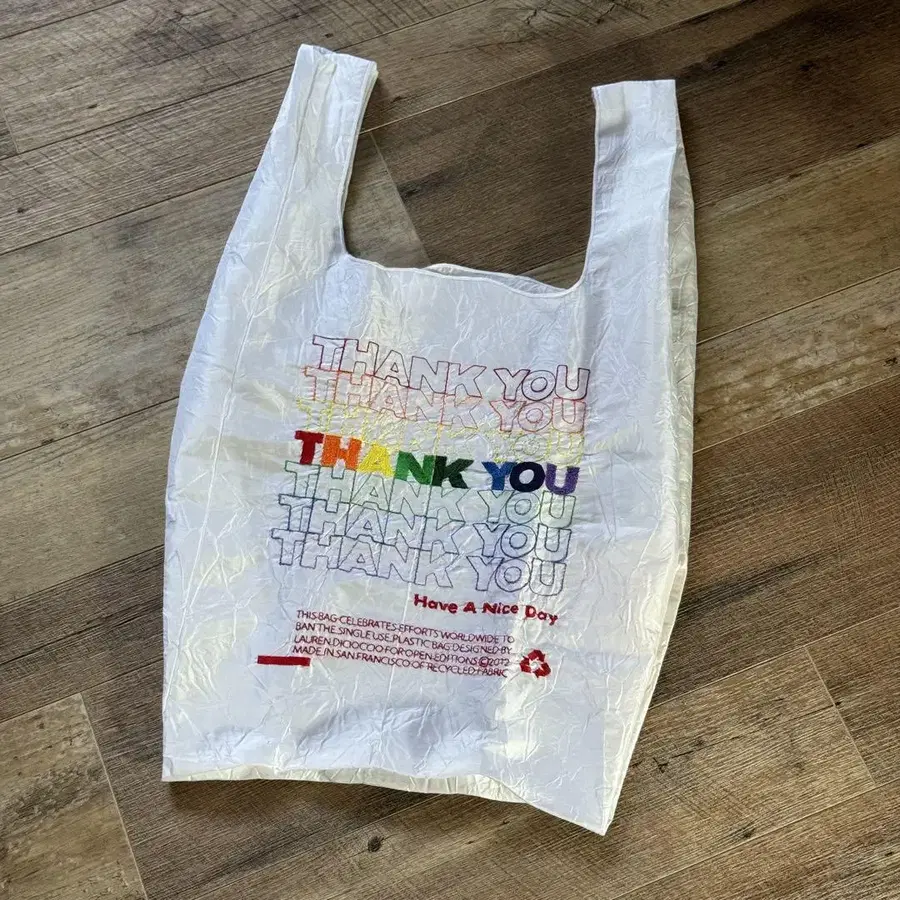 THANK YOU
THANK YOU
THANK YOU
THANK YOU
THANK YOU
THANK YOU
THANK YOU
Have A Nice Day
THIS BAG CELEBRATES EFFORTS WORLDWIDE TO
BAN THE SINGLE USE PLASTIC BAG DESIGNED BY
LAUREN DICIOCCIO FOR OPEN EDITIONS ©2012
MADE IN SAN FRANCISCO OF RECYCLED FABRIC